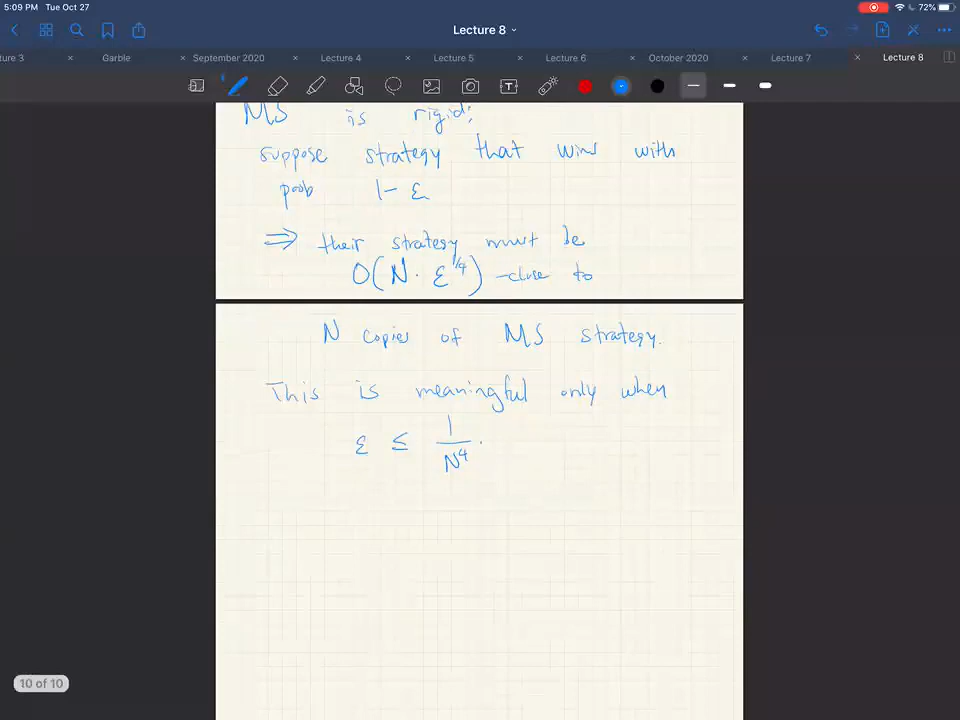 5:09 PM Tue Oct 27
72%
Lecture 8
ure 3
Garble
September 2020
Lecture 4
Lecture 5
Lecture 6
October 2020
Lecture 7
Lecture 8
MS is rigid:
suppose strategy that wins with
prob 1 - ε
⇒ their strategy must be
O(N · ε^1/4) -close to
N copies of MS strategy.
This is meaningful only when
ε ≤ 1/N^4.
10 of 10